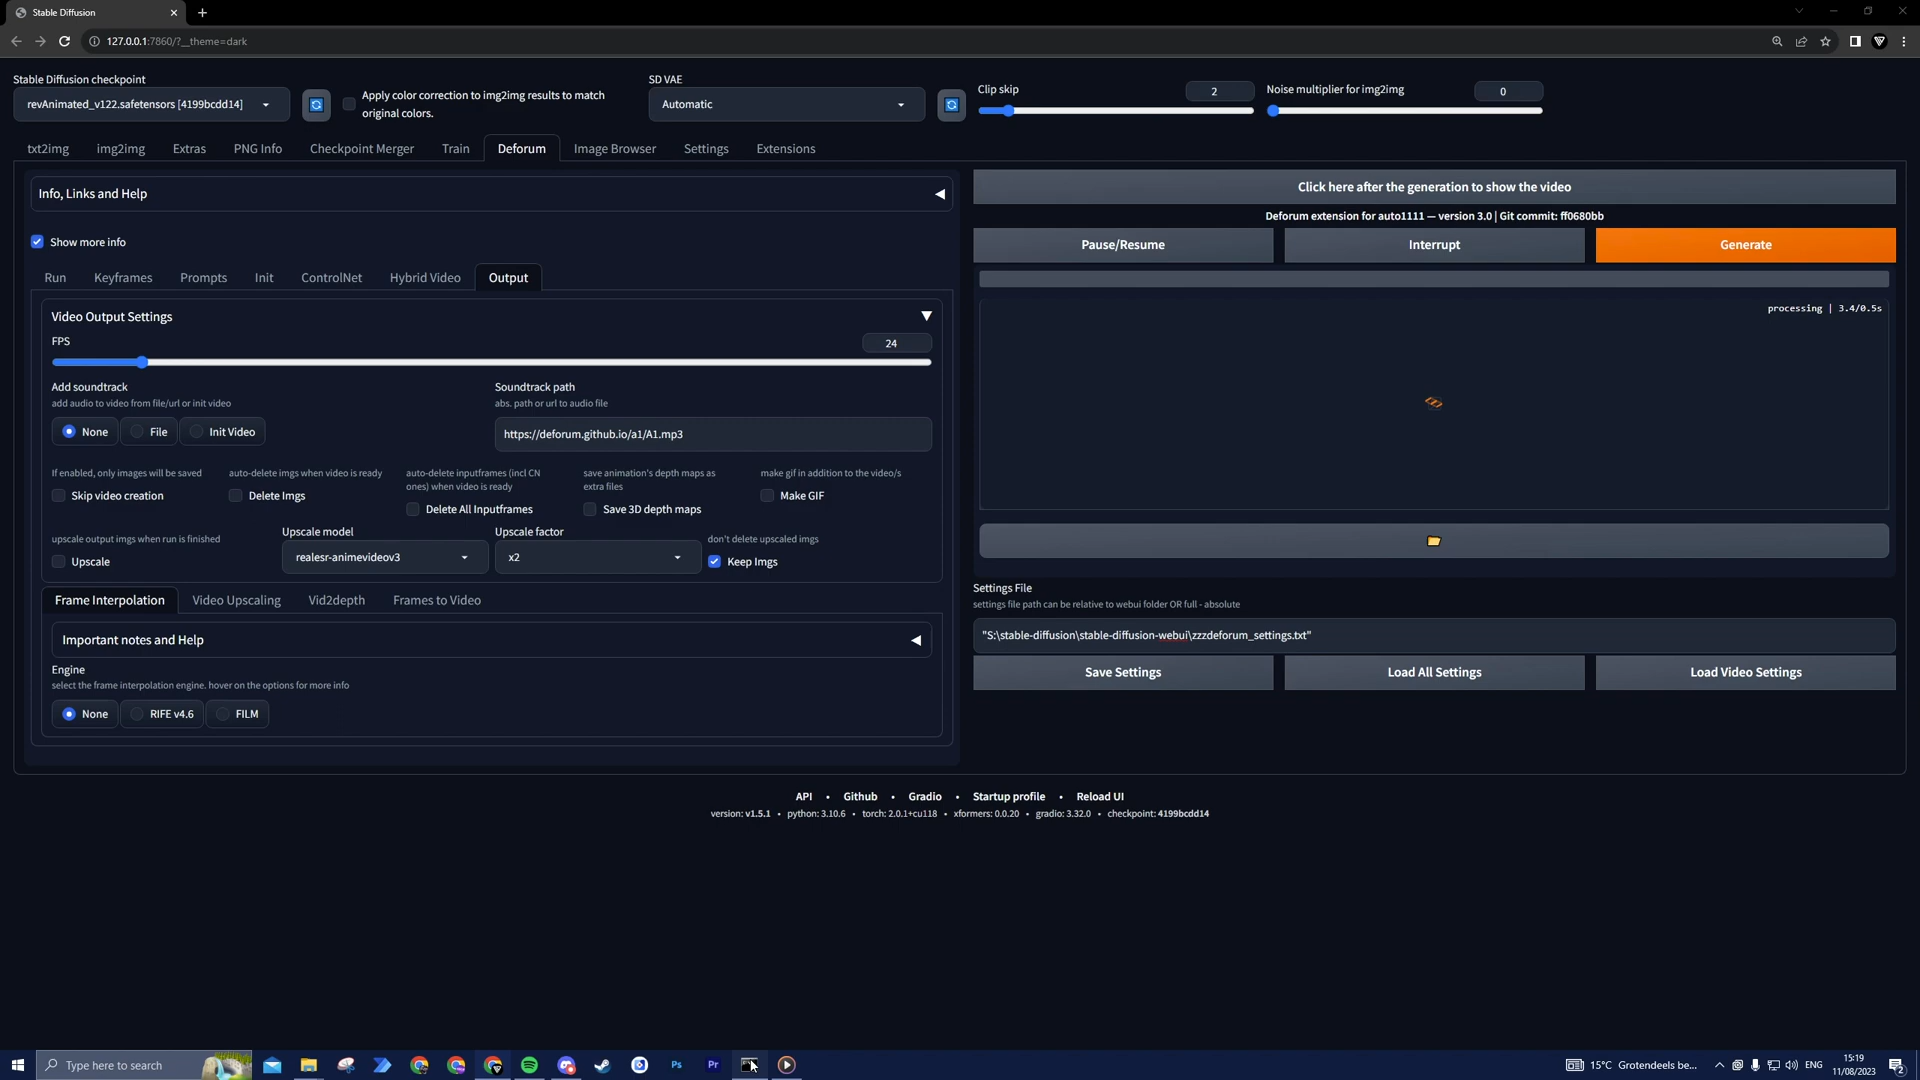 Stable Diffusion
127.0.0.1:7860/?__theme=dark
Stable Diffusion checkpoint
revAnimated_v122.safetensors [4199bcdd14]
Apply color correction to img2img results to match original colors.
SD VAE
Automatic
Clip skip
2
Noise multiplier for img2img
0
txt2img
img2img
Extras
PNG Info
Checkpoint Merger
Train
Deforum
Image Browser
Settings
Extensions
Info, Links and Help
Show more info
Run
Keyframes
Prompts
Init
ControlNet
Hybrid Video
Output
Video Output Settings
FPS
24
Add soundtrack
add audio to video from file/url or init video
None
File
Init Video
Soundtrack path
abs. path or url to audio file
https://deforum.github.io/a1/A1.mp3
If enabled, only images will be saved
Skip video creation
auto-delete imgs when video is ready
Delete Imgs
auto-delete inputframes (incl CN ones) when video is ready
Delete All Inputframes
save animation's depth maps as extra files
Save 3D depth maps
make gif in addition to the video/s
Make GIF
upscale output imgs when run is finished
Upscale
Upscale model
realesr-animevideov3
Upscale factor
x2
don't delete upscaled imgs
Keep Imgs
Frame Interpolation
Video Upscaling
Vid2depth
Frames to Video
Important notes and Help
Engine
select the frame interpolation engine. hover on the options for more info
None
RIFE v4.6
FILM
Click here after the generation to show the video
Deforum extension for auto1111 — version 3.0 | Git commit: ff0680bb
Pause/Resume
Interrupt
Generate
processing | 3.4/0.5s
Settings File
settings file path can be relative to webui folder OR full - absolute
"S:\stable-diffusion\stable-diffusion-webui\zzzdeforum_settings.txt"
Save Settings
Load All Settings
Load Video Settings
API • Github • Gradio • Startup profile • Reload UI
version: v1.5.1 • python: 3.10.6 • torch: 2.0.1+cu118 • xformers: 0.0.20 • gradio: 3.32.0 • checkpoint: 4199bcdd14
Type here to search
Ps
Pr
15°C Grotendeels be...
ENG
15:19
11/08/2023
2